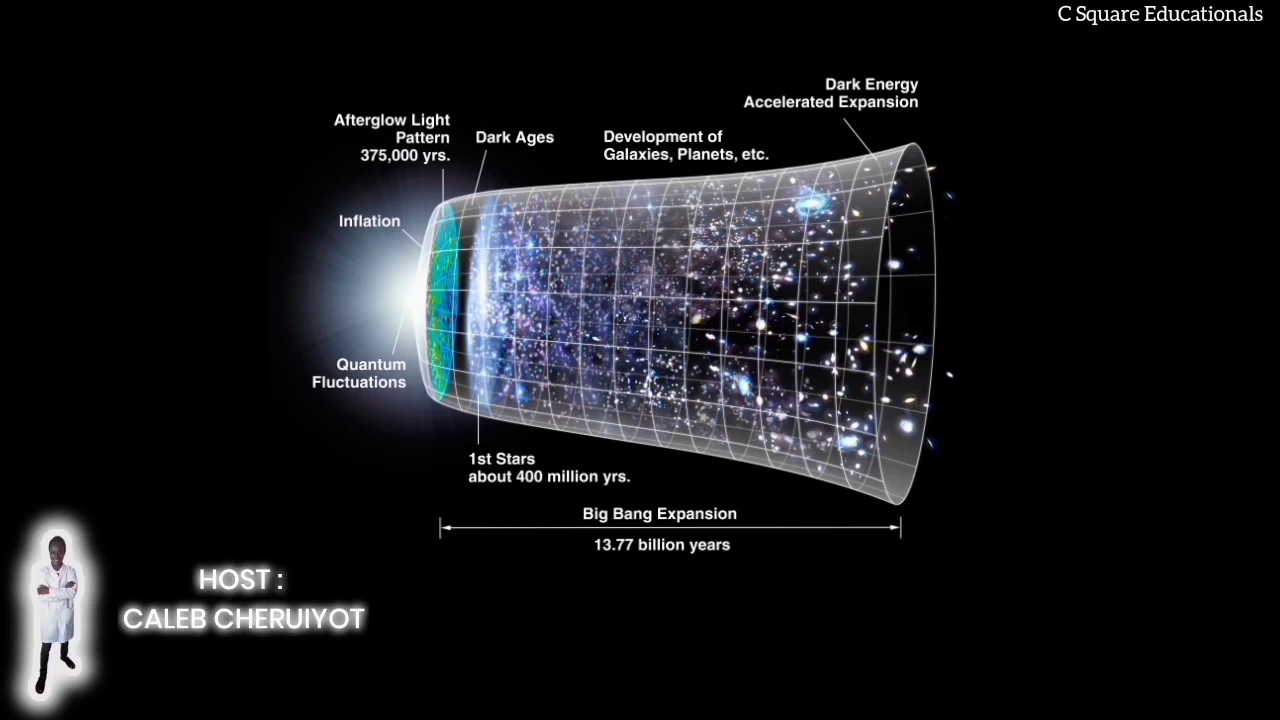 C Square Educationals
Dark Energy
Accelerated Expansion
Afterglow Light
Pattern
375,000 yrs.
Dark Ages
Development of
Galaxies, Planets, etc.
Inflation
Quantum
Fluctuations
1st Stars
about 400 million yrs.
Big Bang Expansion
13.77 billion years
HOST :
CALEB CHERUIYOT